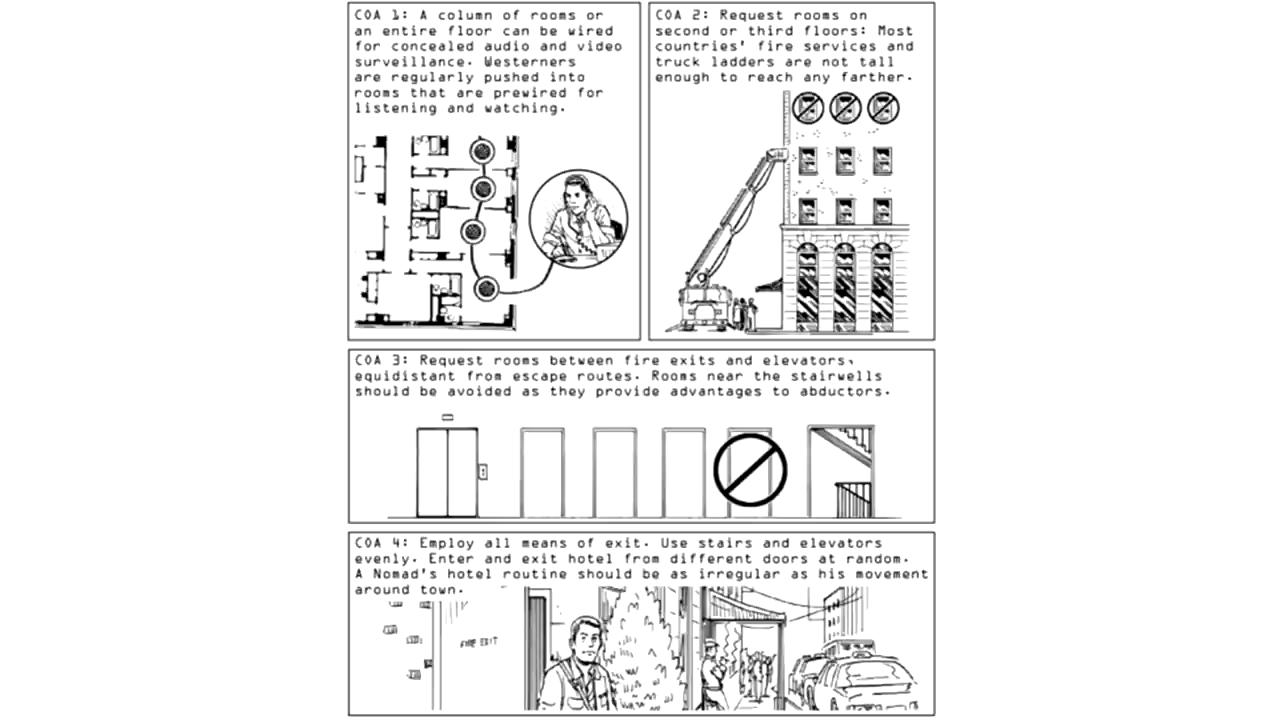 COA 1: A column of rooms or
an entire floor can be wired
for concealed audio and video
surveillance. Westerners
are regularly pushed into
rooms that are prewired for
listening and watching.
COA 2: Request rooms on
second or third floors: Most
countries' fire services and
truck ladders are not tall
enough to reach any farther.
COA 3: Request rooms between fire exits and elevators,
equidistant from escape routes. Rooms near the stairwells
should be avoided as they provide advantages to abductors.
COA 4: Employ all means of exit. Use stairs and elevators
evenly. Enter and exit hotel from different doors at random.
A Nomad's hotel routine should be as irregular as his movement
around town.
FIRE EXIT